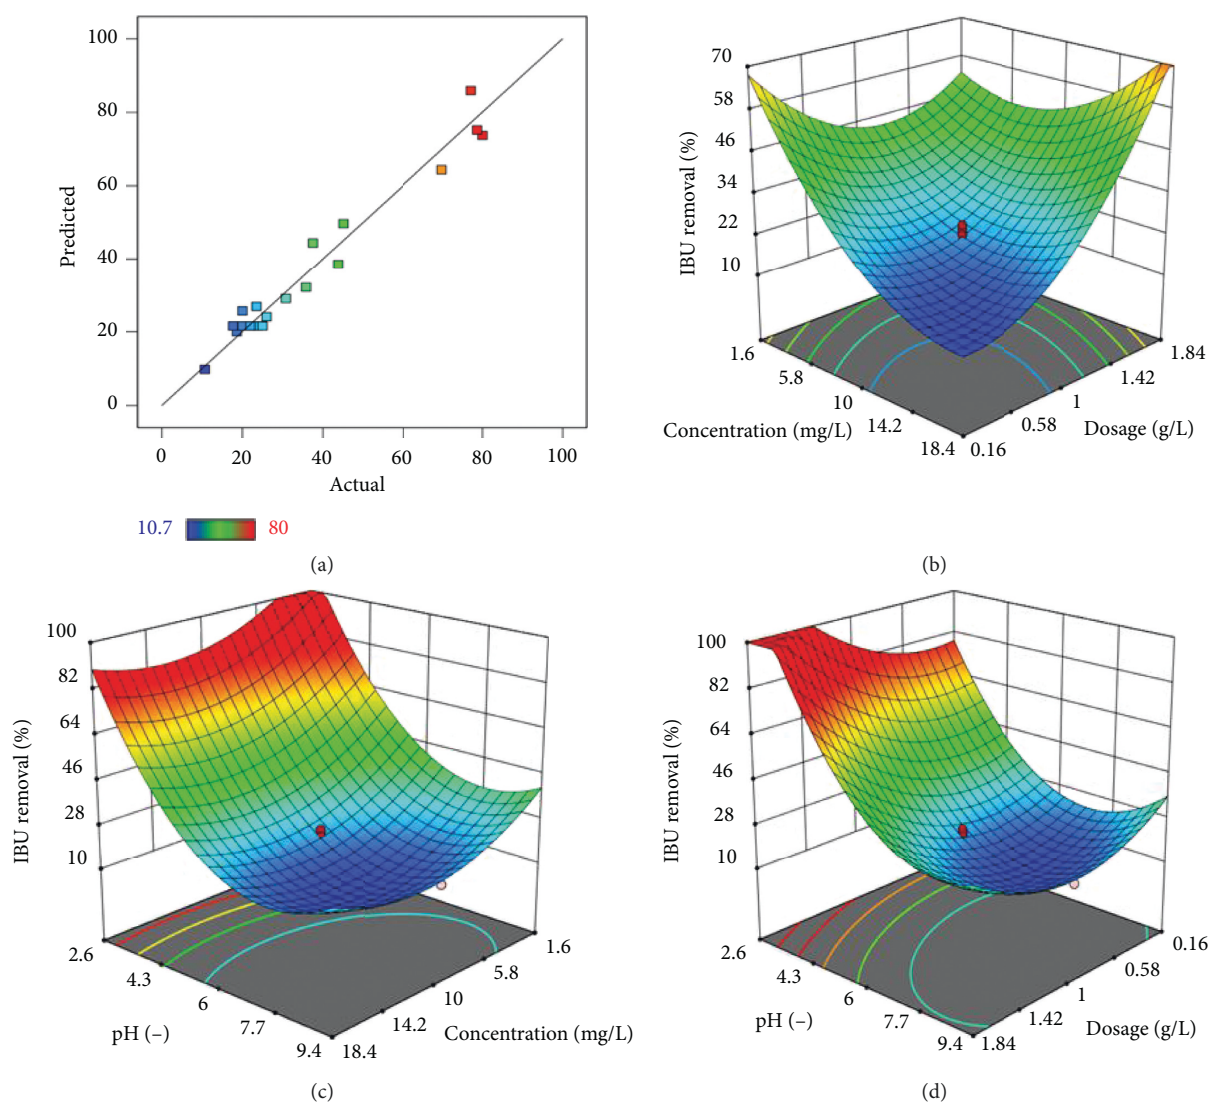 100
80
60
40
20
0
Predicted
0 20 40 60 80 100
Actual
10.7 80
(a)
70
58
46
34
22
10
IBU removal (%)
1.6 5.8 10 14.2 18.4
Concentration (mg/L)
0.16 0.58 1 1.42 1.84
Dosage (g/L)
(b)
100
82
64
46
28
10
IBU removal (%)
2.6 4.3 6 7.7 9.4
pH (–)
18.4 14.2 10 5.8 1.6
Concentration (mg/L)
(c)
100
82
64
46
28
10
IBU removal (%)
2.6 4.3 6 7.7 9.4
pH (–)
1.84 1.42 1 0.58 0.16
Dosage (g/L)
(d)